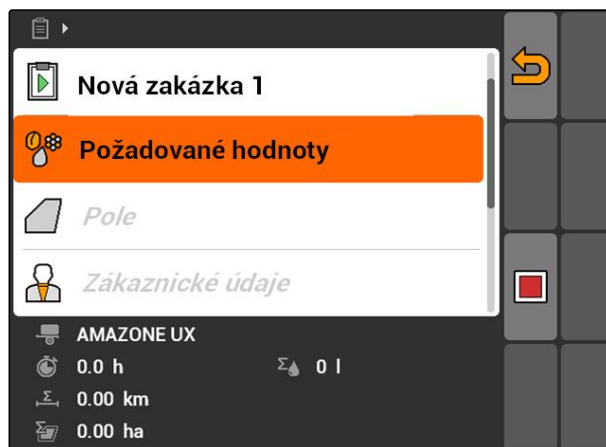 Nová zakázka 1
Požadované hodnoty
Pole
Zákaznické údaje
AMAZONE UX
0.0 h
Σ 0 l
Σ 0.00 km
Σ 0.00 ha